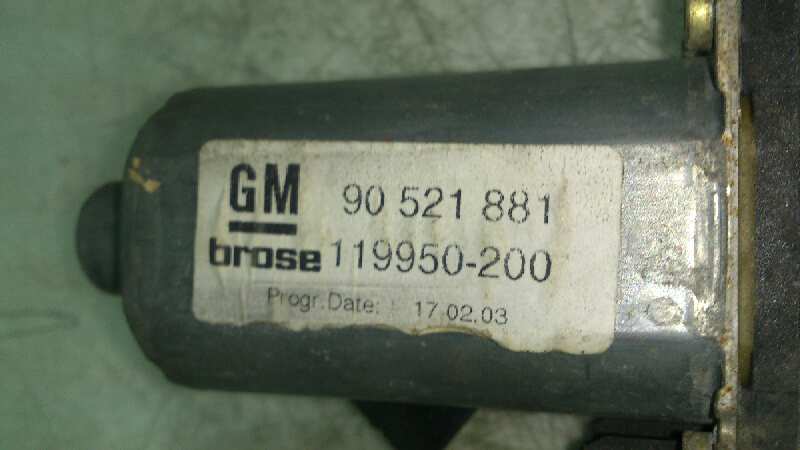 GM 90 521 881
brose 119950-200
Progr.Date: 17.02.03